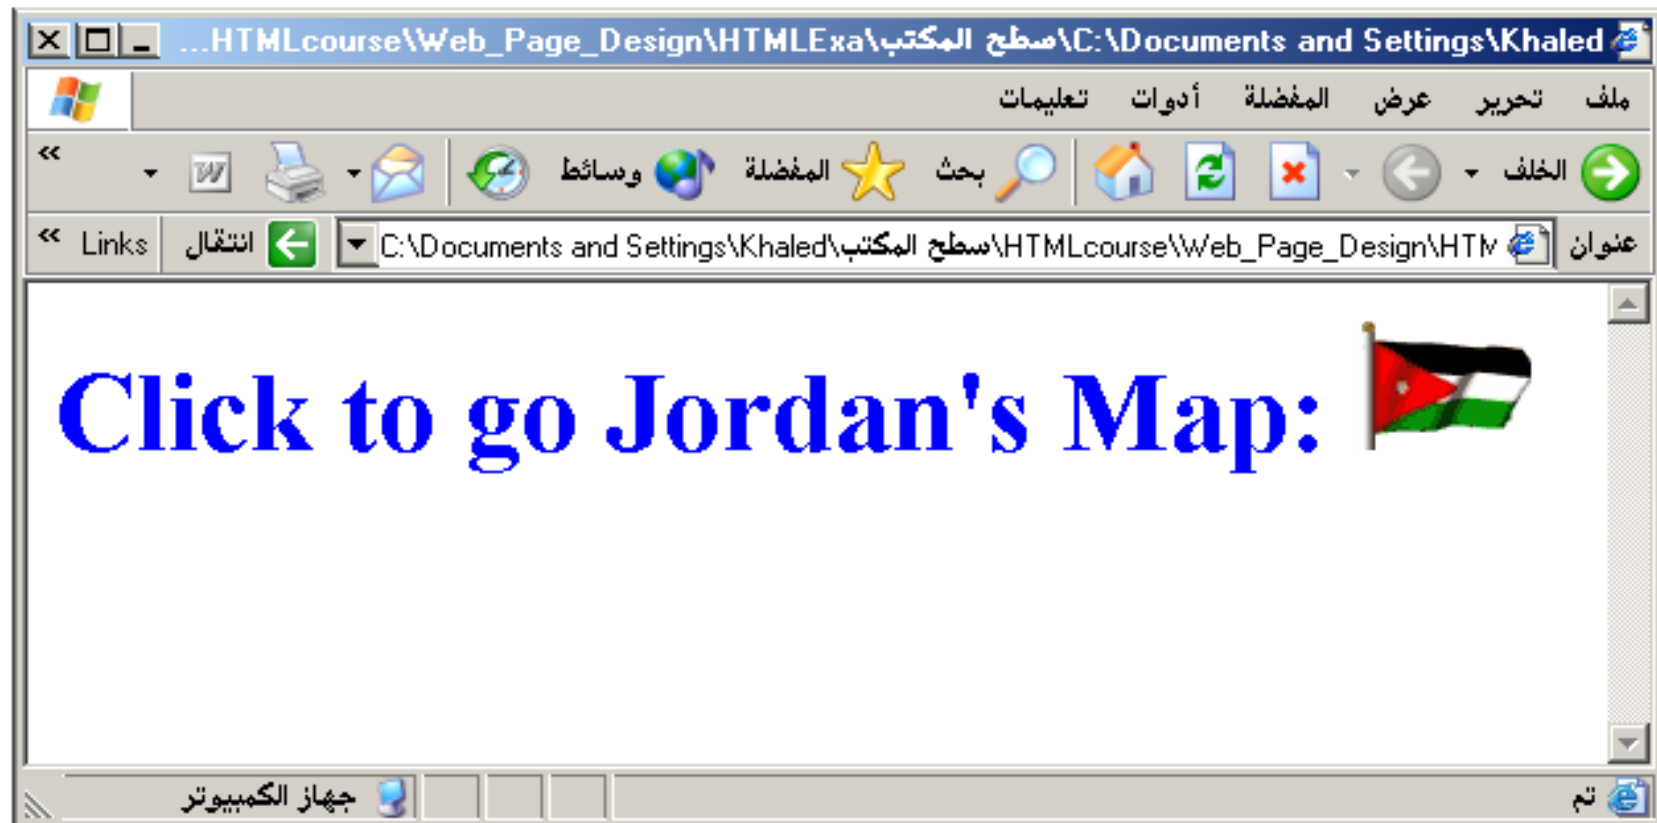 C:\Documents and Settings\Khaled\سطح المكتب\HTMLcourse\Web_Page_Design\HTMLExa...
ملف تحرير عرض المفضلة أدوات تعليمات
الخلف بحث المفضلة وسائط
عنوان C:\Documents and Settings\Khaled\سطح المكتب\HTMLcourse\Web_Page_Design\HTM انتقال Links
Click to go Jordan's Map:
تم جهاز الكمبيوتر